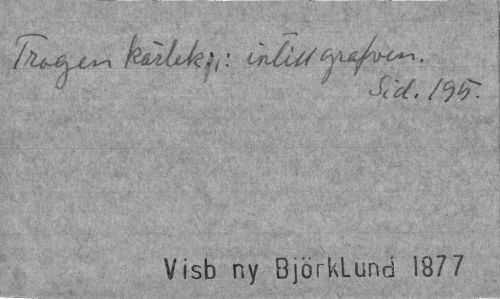 Trogen kärlek;,: intill grafven.
Sid. 195.
Visb ny BjörkLund 1877